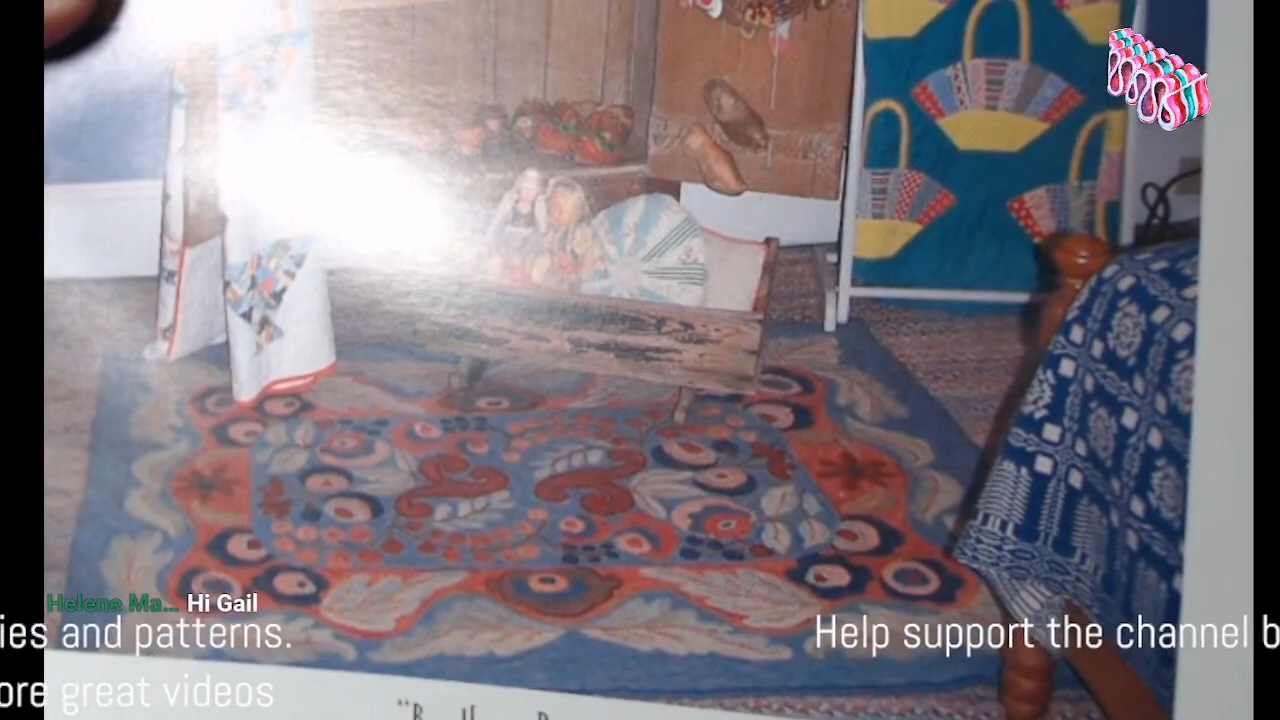 Helene Ma... Hi Gail
ies and patterns. Help support the channel b
ore great videos